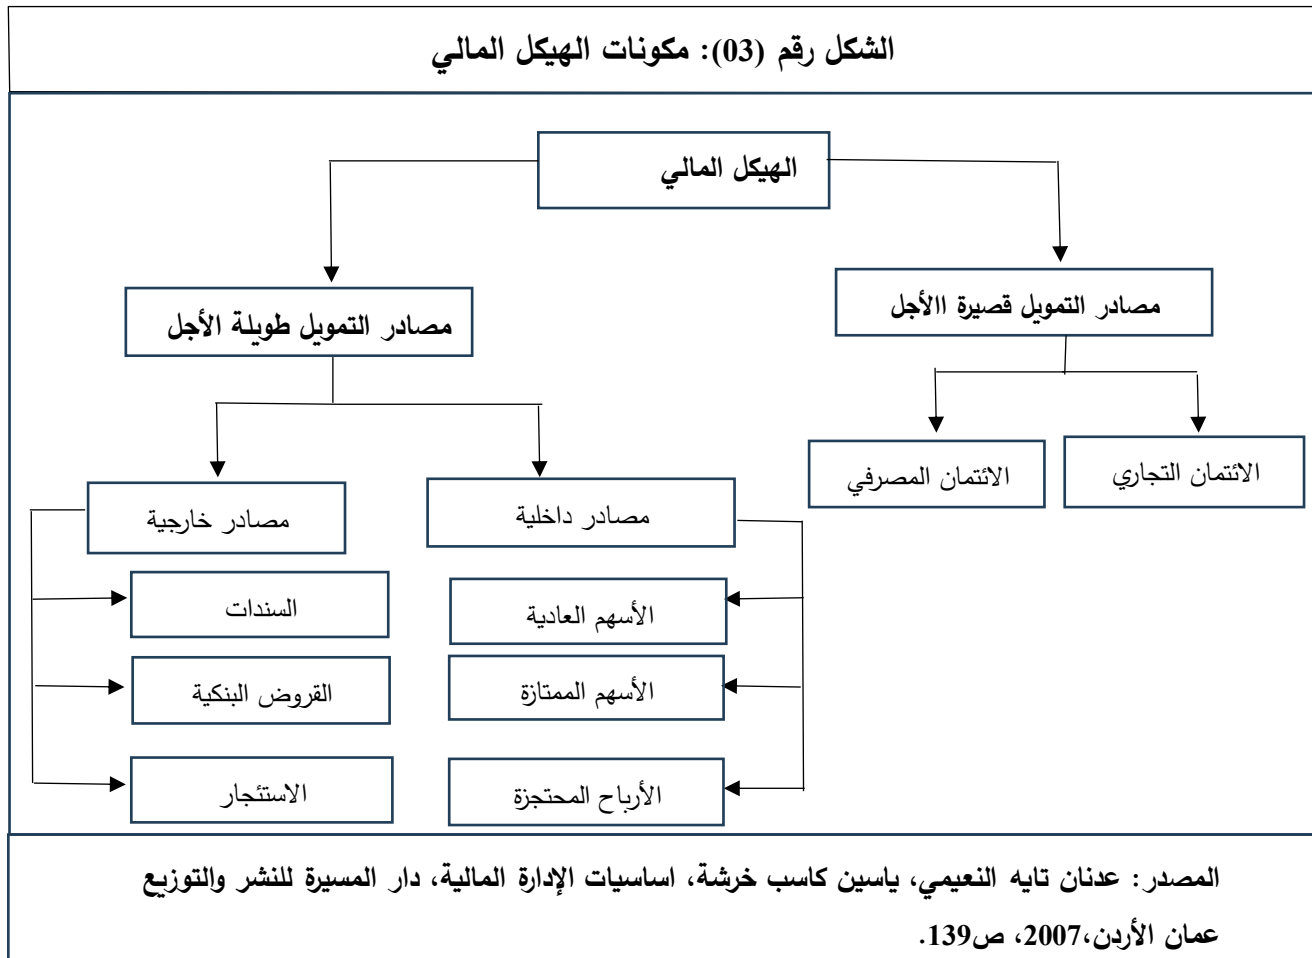 الشكل رقم (03): مكونات الهيكل المالي
الهيكل المالي
مصادر التمويل قصيرة االأجل
مصادر التمويل طويلة الأجل
الائتمان التجاري
الائتمان المصرفي
مصادر داخلية
مصادر خارجية
الأسهم العادية
السندات
الأسهم الممتازة
القروض البنكية
الأرباح المحتجزة
الاستئجار
المصدر: عدنان تايه النعيمي، ياسين كاسب خرشة، اساسيات الإدارة المالية، دار المسيرة للنشر والتوزيع
عمان الأردن،2007، ص139.